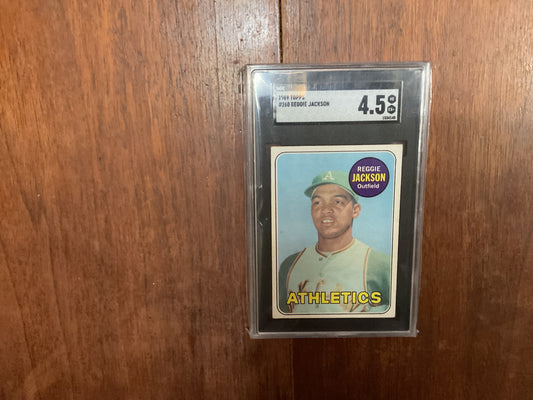 1969 TOPPS
#260 REGGIE JACKSON
4.5
REGGIE
JACKSON
Outfield
A
ATHLETICS